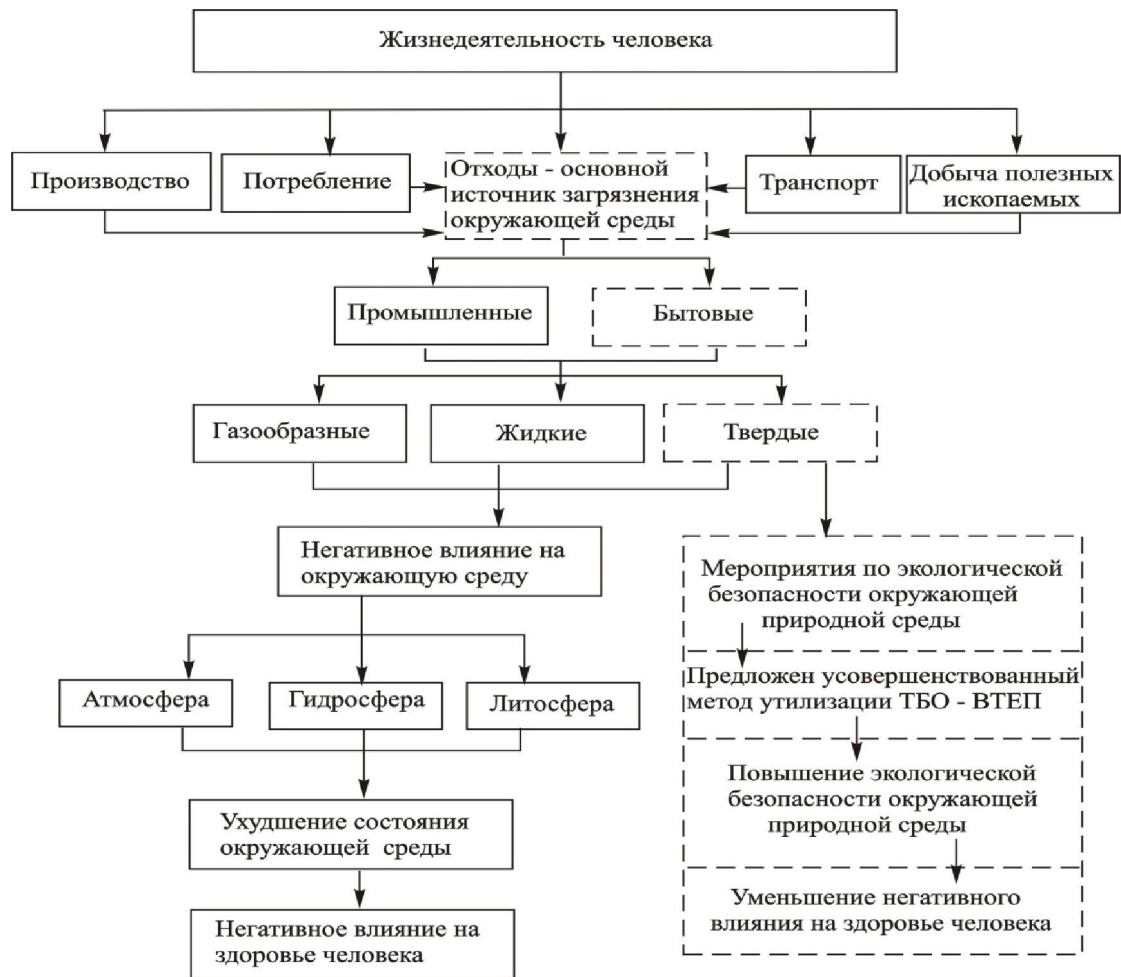 Жизнедеятельность человека
Производство
Потребление
Отходы - основной
источник загрязнения
окружающей среды
Транспорт
Добыча полезных
ископаемых
Промышленные
Бытовые
Газообразные
Жидкие
Твердые
Негативное влияние на
окружающую среду
Атмосфера
Гидросфера
Литосфера
Ухудшение состояния
окружающей среды
Негативное влияние на
здоровье человека
Мероприятия по экологической
безопасности окружающей
природной среды
Предложен усовершенствованный
метод утилизации ТБО - ВТЕП
Повышение экологической
безопасности окружающей
природной среды
Уменьшение негативного
влияния на здоровье человека